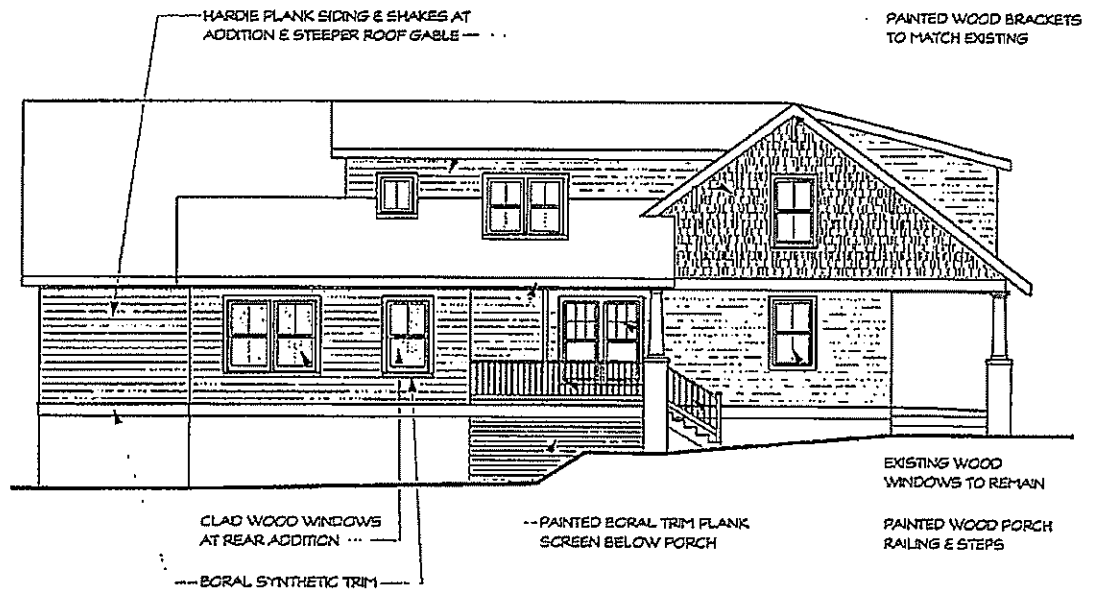 HARDIE PLANK SIDING & SHAKES AT
ADDITION & STEEPER ROOF GABLE
PAINTED WOOD BRACKETS
TO MATCH EXISTING
EXISTING WOOD
WINDOWS TO REMAIN
CLAD WOOD WINDOWS
AT REAR ADDITION
PAINTED BORAL TRIM PLANK
SCREEN BELOW PORCH
PAINTED WOOD PORCH
RAILING & STEPS
BORAL SYNTHETIC TRIM